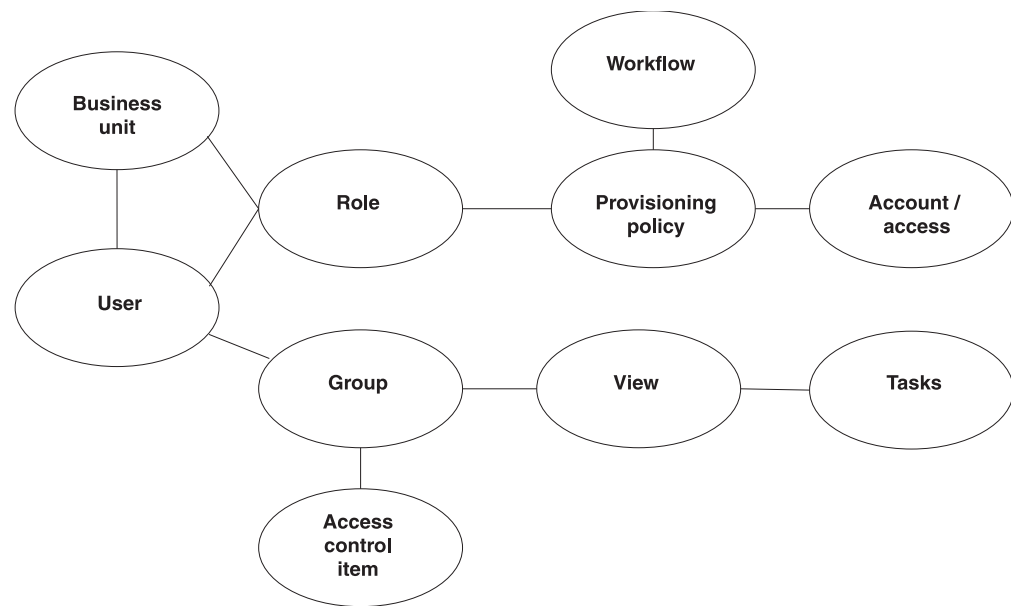 Workflow
Business
unit
Role
Provisioning
policy
Account /
access
User
Group
View
Tasks
Access
control
item